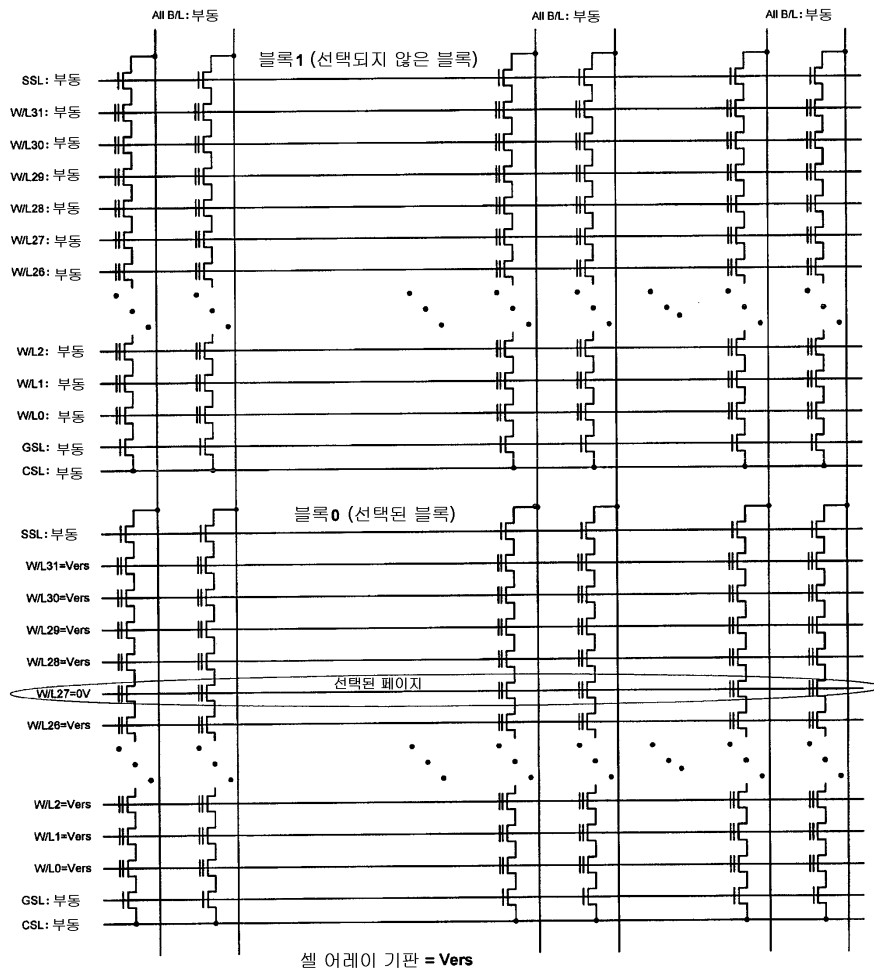 All B/L: 부동 All B/L: 부동 All B/L: 부동
블록1 (선택되지 않은 블록)
SSL: 부동
W/L31: 부동
W/L30: 부동
W/L29: 부동
W/L28: 부동
W/L27: 부동
W/L26: 부동
W/L2: 부동
W/L1: 부동
W/L0: 부동
GSL: 부동
CSL: 부동
블록0 (선택된 블록)
SSL: 부동
W/L31=Vers
W/L30=Vers
W/L29=Vers
W/L28=Vers
선택된 페이지
W/L27=0V
W/L26=Vers
W/L2=Vers
W/L1=Vers
W/L0=Vers
GSL: 부동
CSL: 부동
셀 어레이 기판 = Vers